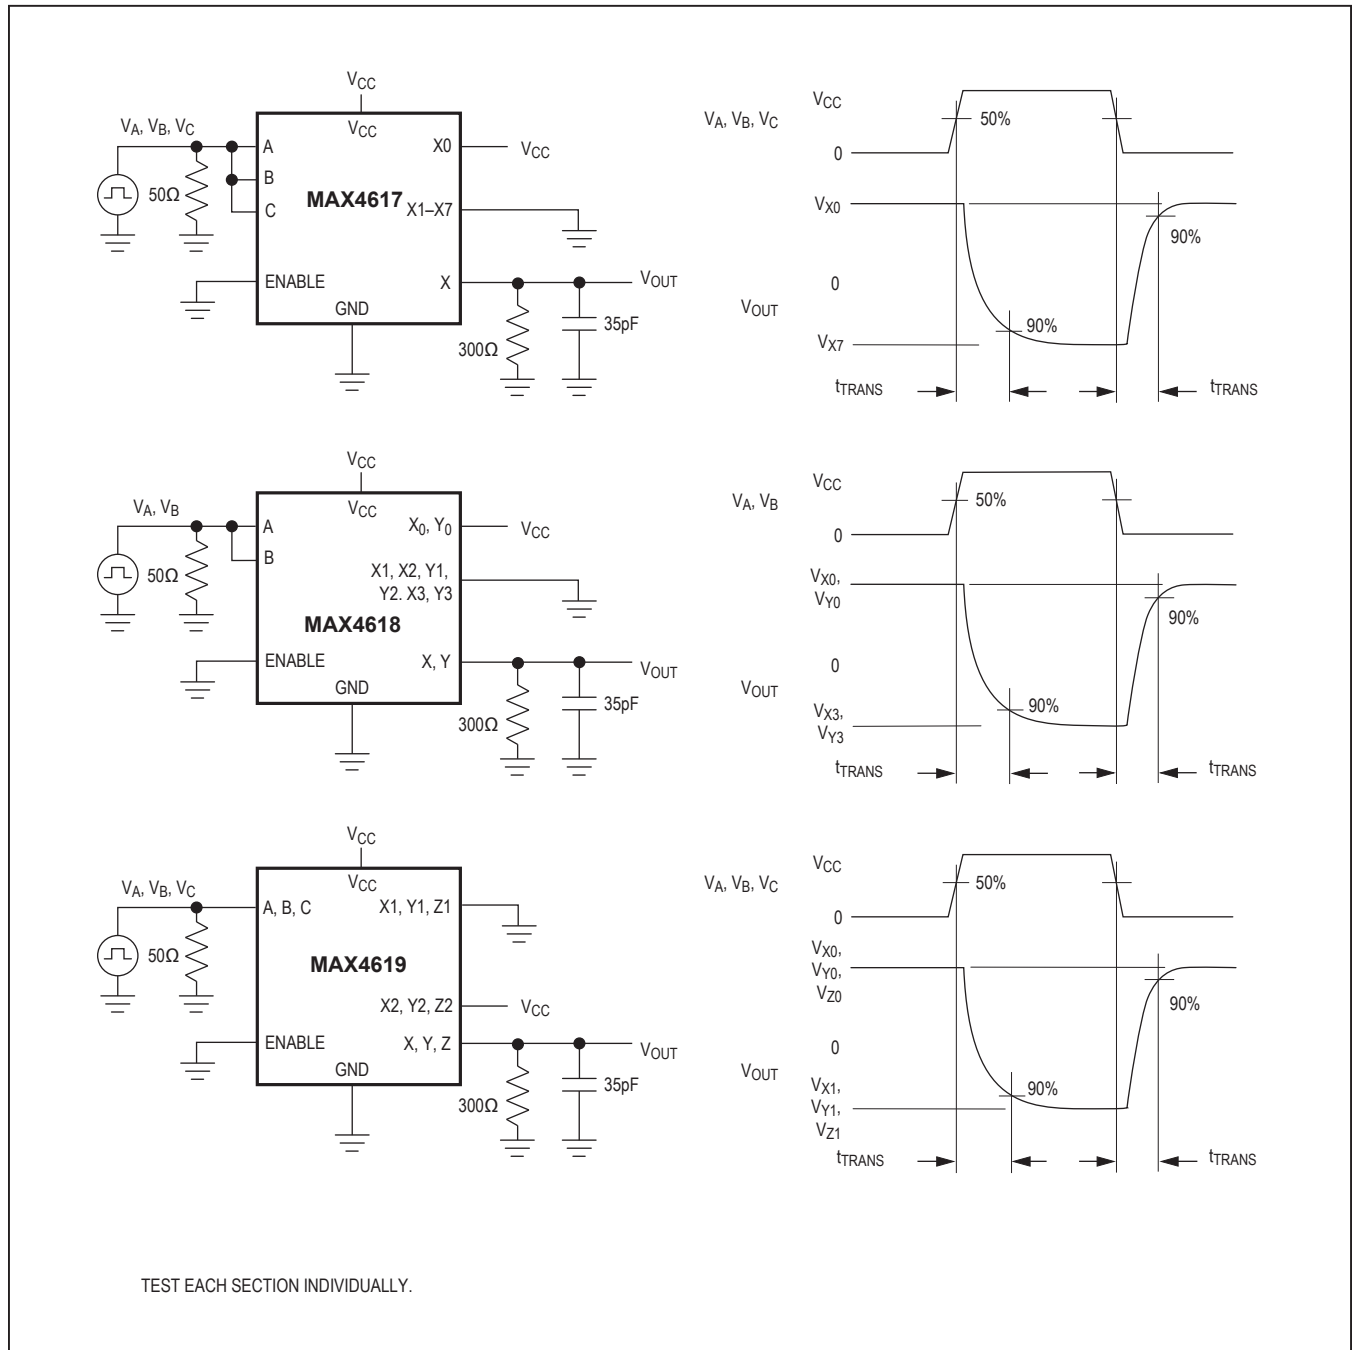 VCC
VCC
VA, VB, VC
A
B
C
50Ω
MAX4617
X0
VCC
X1–X7
ENABLE
X
VOUT
GND
300Ω
35pF
VA, VB, VC
VCC
50%
0
VX0
90%
0
VOUT
90%
VX7
tTRANS
tTRANS
VCC
VCC
VA, VB
A
B
50Ω
X0, Y0
VCC
X1, X2, Y1,
Y2. X3, Y3
MAX4618
ENABLE
X, Y
VOUT
GND
300Ω
35pF
VA, VB
VCC
50%
0
VX0,
VY0
90%
0
VOUT
90%
VX3,
VY3
tTRANS
tTRANS
VCC
VCC
VA, VB, VC
A, B, C
X1, Y1, Z1
50Ω
MAX4619
X2, Y2, Z2
VCC
ENABLE
X, Y, Z
VOUT
GND
300Ω
35pF
VA, VB, VC
VCC
50%
0
VX0,
VY0,
VZ0
90%
0
VOUT
90%
VX1,
VY1,
VZ1
tTRANS
tTRANS
TEST EACH SECTION INDIVIDUALLY.